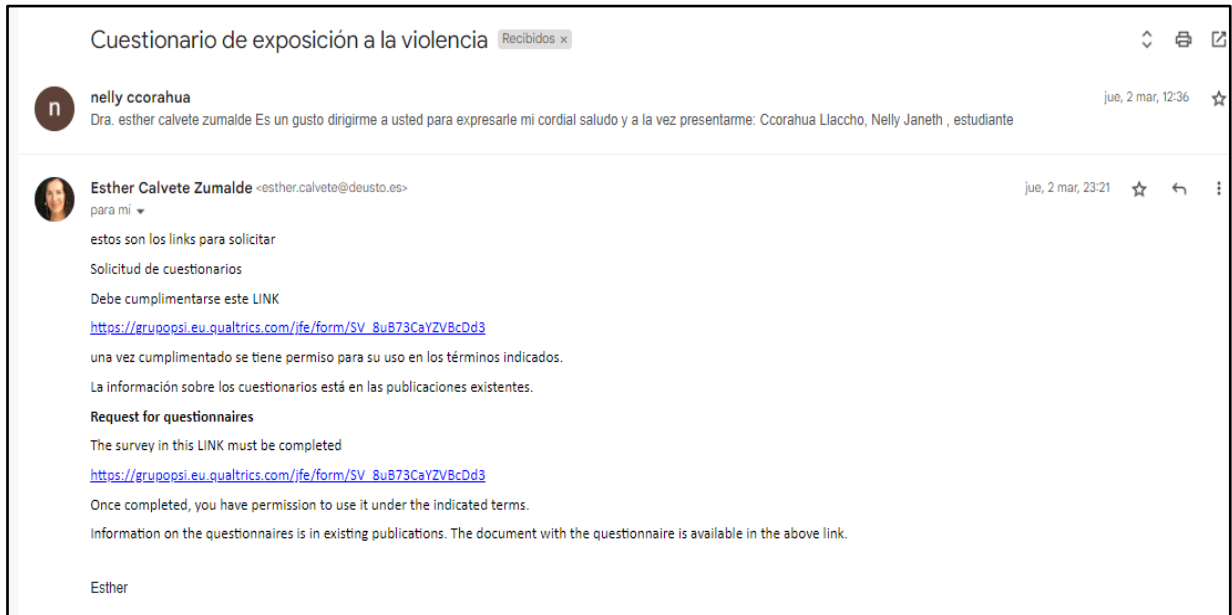 Cuestionario de exposición a la violencia Recibidos ×
n
nelly ccorahua
jue, 2 mar, 12:36
Dra. esther calvete zumalde Es un gusto dirigirme a usted para expresarle mi cordial saludo y a la vez presentarme: Ccorahua Llaccho, Nelly Janeth , estudiante
Esther Calvete Zumalde <esther.calvete@deusto.es>
jue, 2 mar, 23:21
para mí
estos son los links para solicitar
Solicitud de cuestionarios
Debe cumplimentarse este LINK
https://grupopsi.eu.qualtrics.com/jfe/form/SV_8uB73CaYZVBcDd3
una vez cumplimentado se tiene permiso para su uso en los términos indicados.
La información sobre los cuestionarios está en las publicaciones existentes.
Request for questionnaires
The survey in this LINK must be completed
https://grupopsi.eu.qualtrics.com/jfe/form/SV_8uB73CaYZVBcDd3
Once completed, you have permission to use it under the indicated terms.
Information on the questionnaires is in existing publications. The document with the questionnaire is available in the above link.
Esther